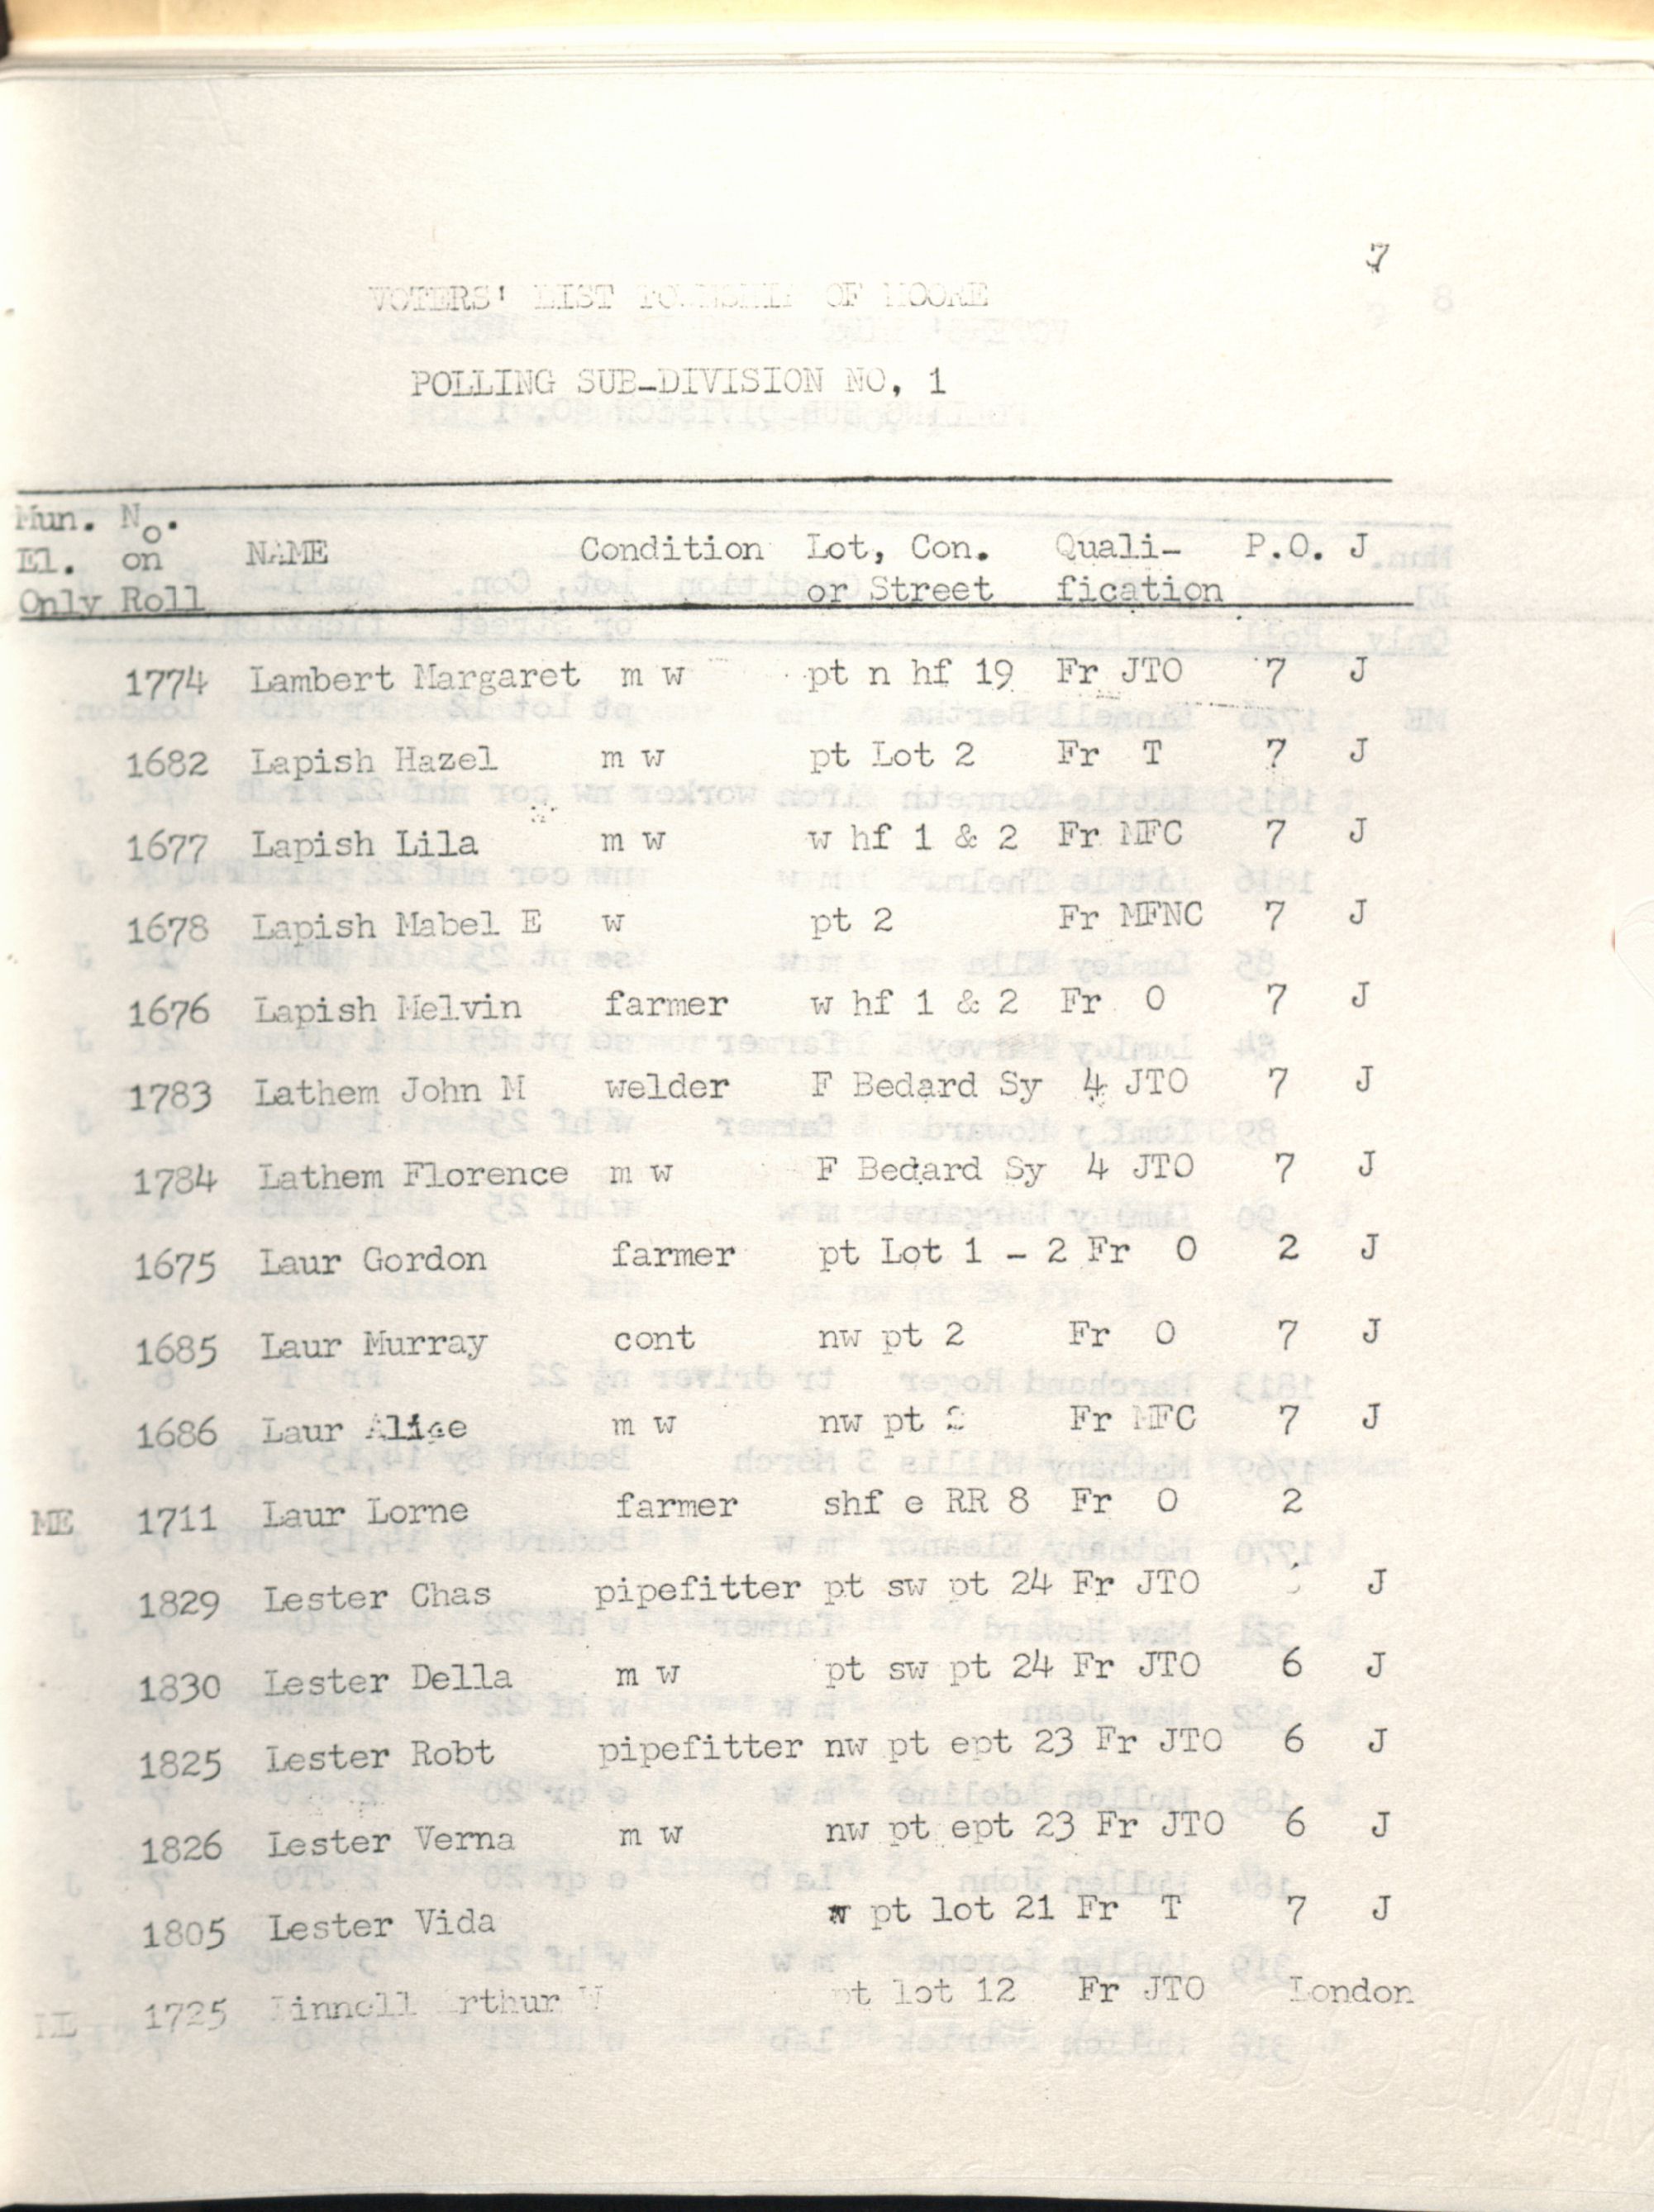 7
VOTERS' LIST TOWNSHIP OF MOORE
POLLING SUB-DIVISION NO. 1
Mun. No.
El. on NAME Condition Lot, Con. Quali- P.O. J
Only Roll or Street fication
1774 Lambert Margaret m w pt n hf 19 Fr JTO 7 J
1682 Lapish Hazel m w pt Lot 2 Fr T 7 J
1677 Lapish Lila m w w hf 1 & 2 Fr MFC 7 J
1678 Lapish Mabel E w pt 2 Fr MFNC 7 J
1676 Lapish Melvin farmer w hf 1 & 2 Fr O 7 J
1783 Lathem John M welder F Bedard Sy 4 JTO 7 J
1784 Lathem Florence m w F Bedard Sy 4 JTO 7 J
1675 Laur Gordon farmer pt Lot 1 - 2 Fr O 2 J
1685 Laur Murray cont nw pt 2 Fr O 7 J
1686 Laur Alice m w nw pt 2 Fr MFC 7 J
ME 1711 Laur Lorne farmer shf e RR 8 Fr O 2
1829 Lester Chas pipefitter pt sw pt 24 Fr JTO J
1830 Lester Della m w pt sw pt 24 Fr JTO 6 J
1825 Lester Robt pipefitter nw pt ept 23 Fr JTO 6 J
1826 Lester Verna m w nw pt ept 23 Fr JTO 6 J
1805 Lester Vida w pt lot 21 Fr T 7 J
1725 Linnell Arthur W pt lot 12 Fr JTO London